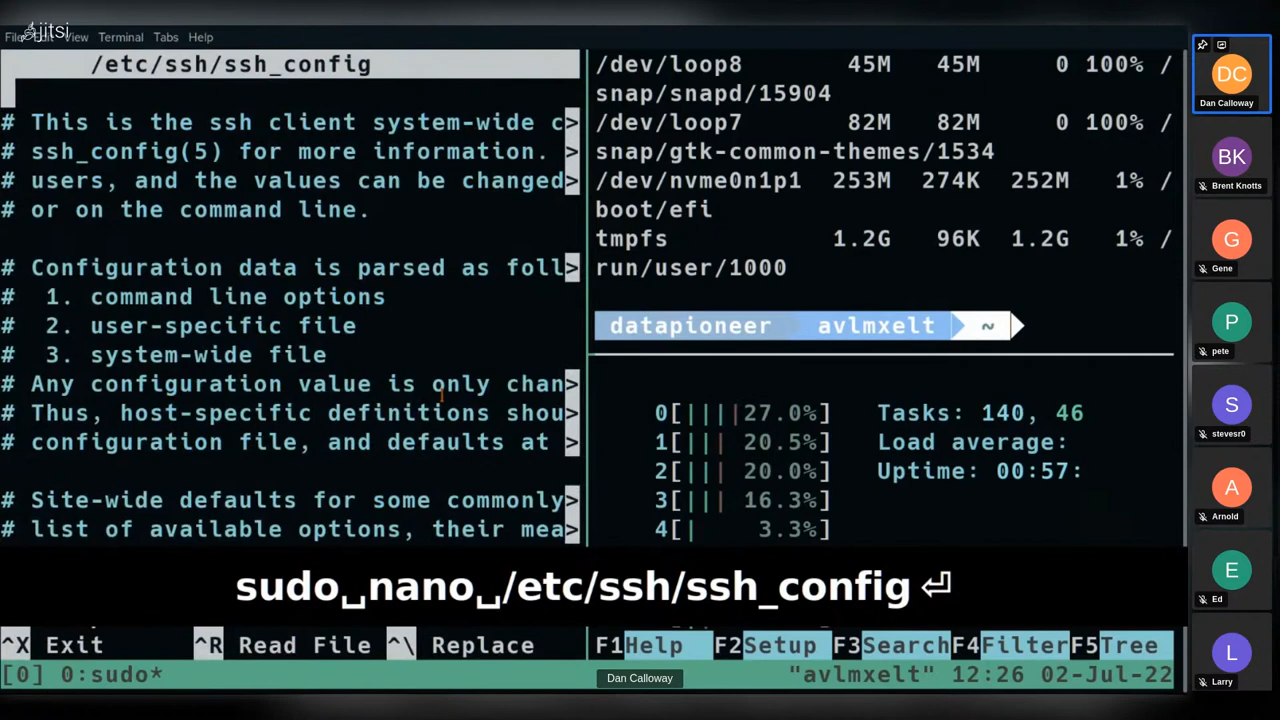 jitsi
File Edit View Terminal Tabs Help
/etc/ssh/ssh_config
# This is the ssh client system-wide c>
# ssh_config(5) for more information. >
# users, and the values can be changed>
# or on the command line.
# Configuration data is parsed as foll>
#  1. command line options
#  2. user-specific file
#  3. system-wide file
# Any configuration value is only chan>
# Thus, host-specific definitions shou>
# configuration file, and defaults at >
# Site-wide defaults for some commonly>
# list of available options, their mea>
^X Exit ^R Read File ^\ Replace
/dev/loop8 45M 45M 0 100% /
snap/snapd/15904
/dev/loop7 82M 82M 0 100% /
snap/gtk-common-themes/1534
/dev/nvme0n1p1 253M 274K 252M 1% /
boot/efi
tmpfs 1.2G 96K 1.2G 1% /
run/user/1000
datapioneer avlmxelt ~
0[||||27.0%] Tasks: 140, 46
1[||| 20.5%] Load average:
2[||| 20.0%] Uptime: 00:57:
3[||| 16.3%]
4[| 3.3%]
F1Help F2Setup F3Search F4Filter F5Tree
sudo␣nano␣/etc/ssh/ssh_config⏎
[0] 0:sudo* "avlmxelt" 12:26 02-Jul-22
Dan Calloway
DC
Dan Calloway
BK
Brent Knotts
G
Gene
P
pete
S
stevesr0
A
Arnold
E
Ed
L
Larry